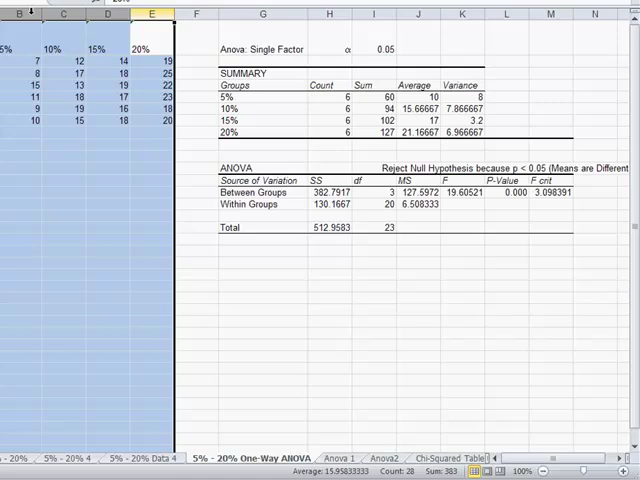 B C D E F G H I J K L M N
5% 10% 15% 20% Anova: Single Factor α 0.05
7 12 14 19
8 17 18 25 SUMMARY
15 13 19 22 Groups Count Sum Average Variance
11 18 17 23 5% 6 60 10 8
9 19 16 18 10% 6 94 15.66667 7.866667
10 15 18 20 15% 6 102 17 3.2
20% 6 127 21.16667 6.966667
ANOVA Reject Null Hypothesis because p < 0.05 (Means are Different
Source of Variation SS df MS F P-Value F crit
Between Groups 382.7917 3 127.5972 19.60521 0.000 3.098391
Within Groups 130.1667 20 6.508333
Total 512.9583 23
- 20% 5% - 20% 4 5% - 20% Data 4 5% - 20% One-Way ANOVA Anova 1 Anova2 Chi-Squared Table
Average: 15.95833333 Count: 28 Sum: 383 100%